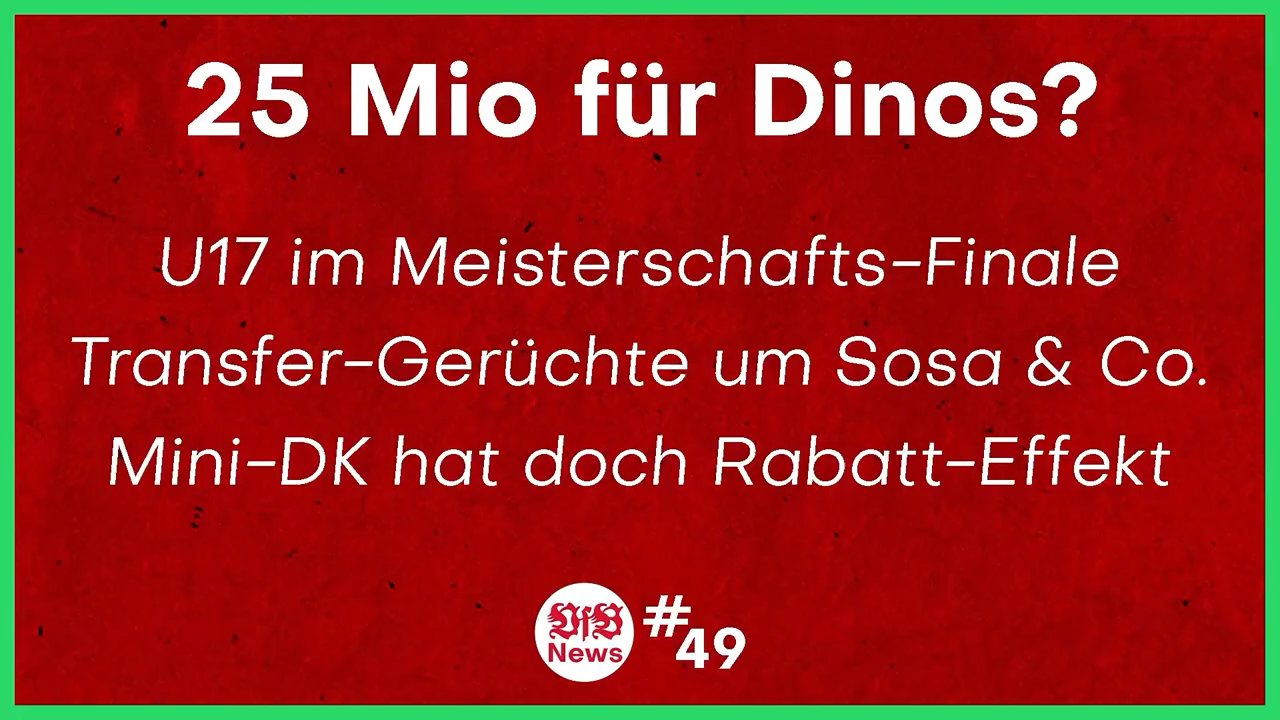 25 Mio für Dinos?
U17 im Meisterschafts-Finale
Transfer-Gerüchte um Sosa & Co.
Mini-DK hat doch Rabatt-Effekt
VfB
News
#49